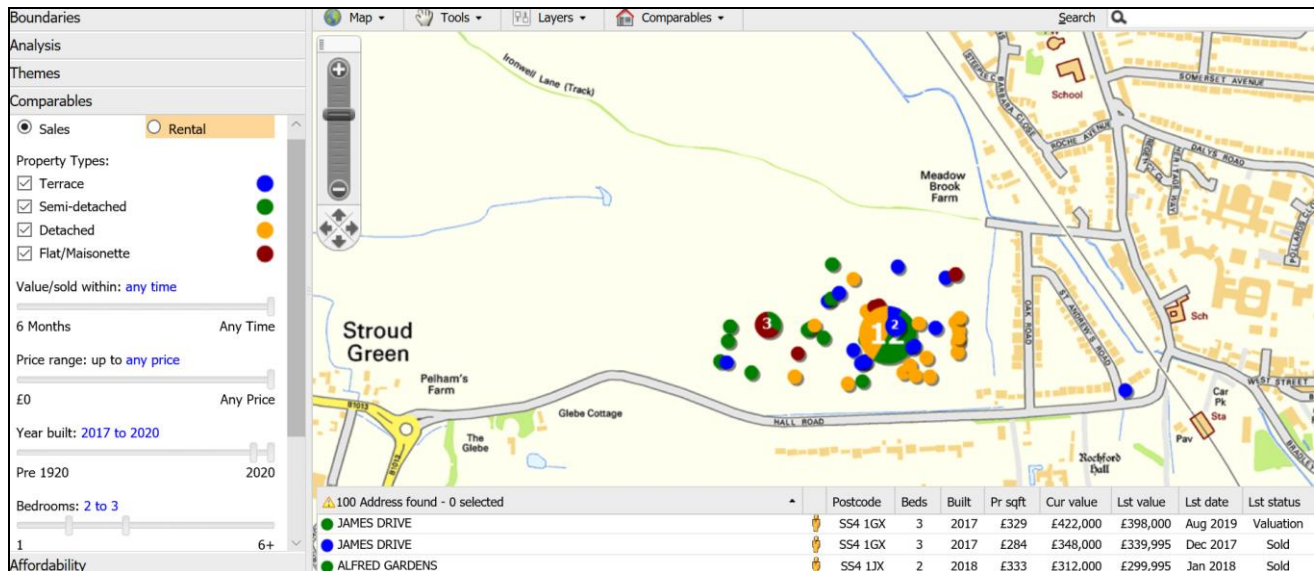 Boundaries
Analysis
Themes
Comparables
Sales Rental
Property Types:
Terrace
Semi-detached
Detached
Flat/Maisonette
Value/sold within: any time
6 Months Any Time
Price range: up to any price
£0 Any Price
Year built: 2017 to 2020
Pre 1920 2020
Bedrooms: 2 to 3
1 6+
Affordability
Map Tools Layers Comparables Search
Ironwell Lane (Track)
BARBARA CLOSE
School
SOMERSET AVENUE
ROCHE AVENUE
DALYS ROAD
Meadow
Brook
Farm
3
2
12
OAK ROAD
ST ANDREW'S ROAD
Sch
Stroud
Green
Pelham's
Farm
B1013
B1013
The
Glebe
Glebe Cottage
HALL ROAD
WEST STREET
Car
Pk
Sta
Pav
Rochford
Hall
100 Address found - 0 selected Postcode Beds Built Pr sqft Cur value Lst value Lst date Lst status
JAMES DRIVE SS4 1GX 3 2017 £329 £422,000 £398,000 Aug 2019 Valuation
JAMES DRIVE SS4 1GX 3 2017 £284 £348,000 £339,995 Dec 2017 Sold
ALFRED GARDENS SS4 1JX 2 2018 £333 £312,000 £299,995 Jan 2018 Sold